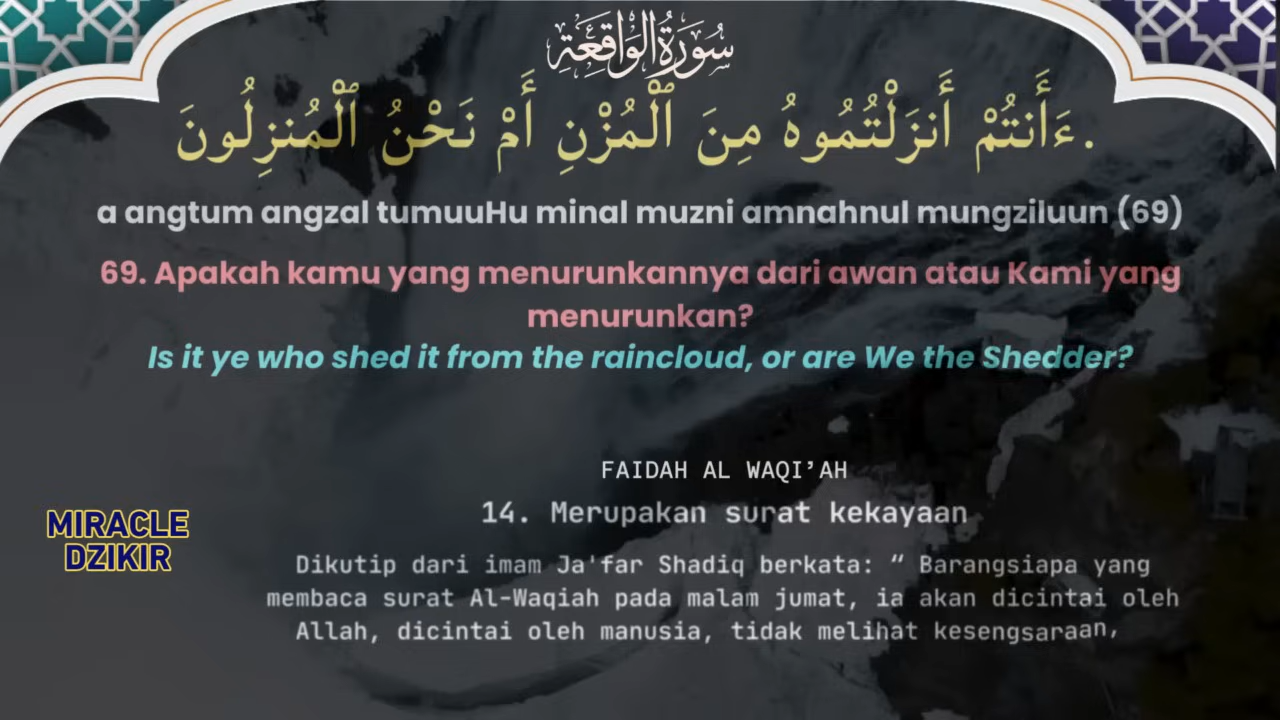 سُورَةُ الْوَاقِعَة
ءَأَنتُمْ أَنزَلْتُمُوهُ مِنَ ٱلْمُزْنِ أَمْ نَحْنُ ٱلْمُنزِلُونَ.
a angtum angzal tumuuHu minal muzni amnahnul mungziluun (69)
69. Apakah kamu yang menurunkannya dari awan atau Kami yang
menurunkan?
Is it ye who shed it from the raincloud, or are We the Shedder?
FAIDAH AL WAQI’AH
14. Merupakan surat kekayaan
Dikutip dari imam Ja'far Shadiq berkata: “ Barangsiapa yang
membaca surat Al-Waqiah pada malam jumat, ia akan dicintai oleh
Allah, dicintai oleh manusia, tidak melihat kesengsaraan,
MIRACLE
DZIKIR